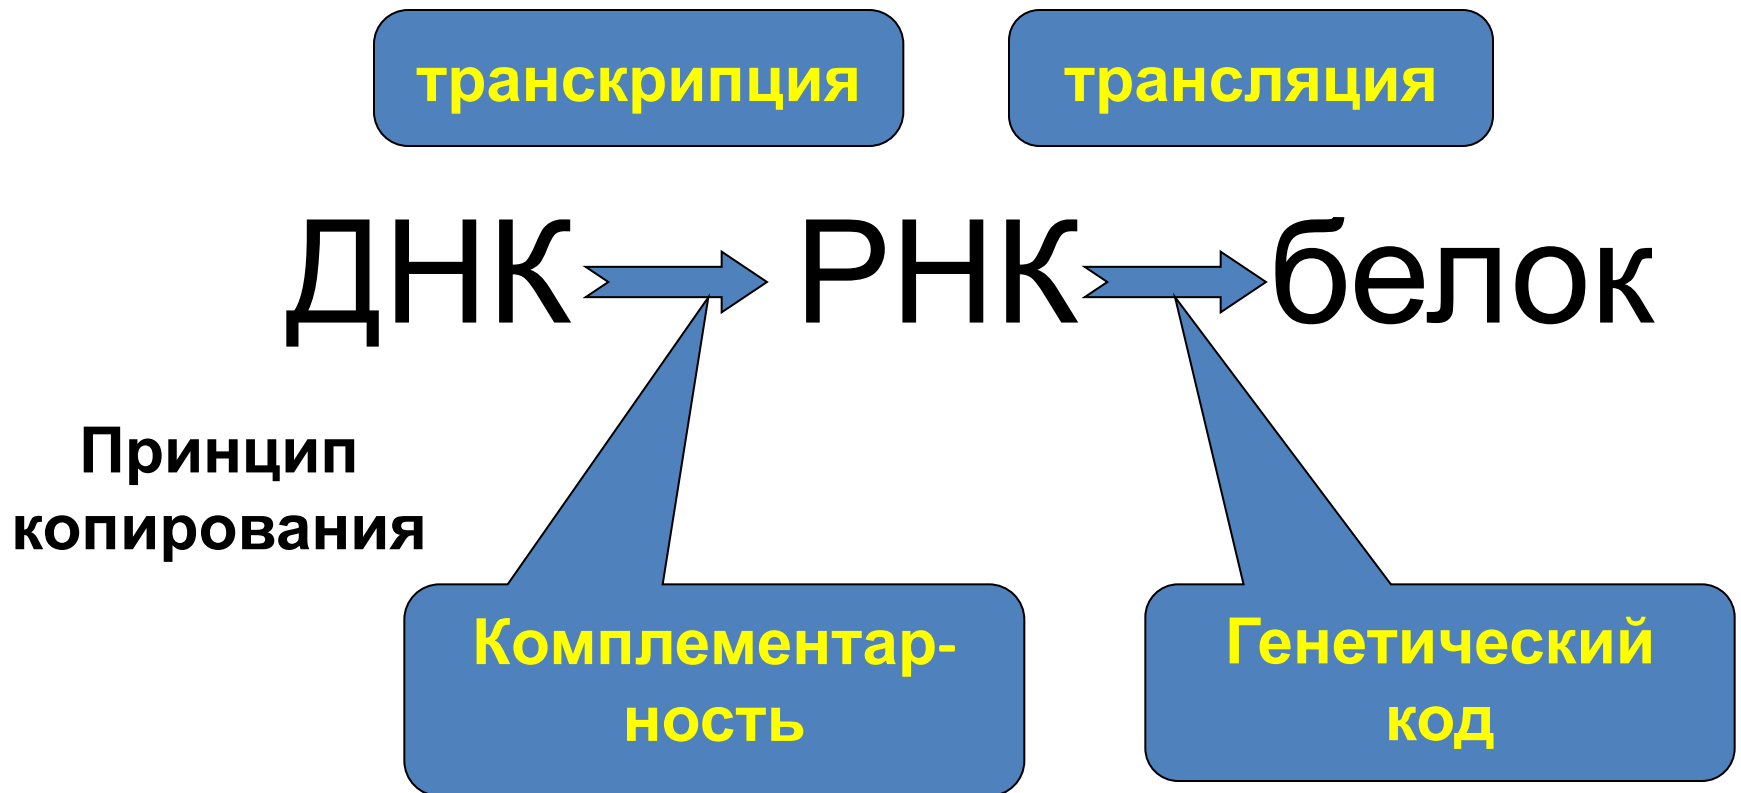 транскрипция
трансляция
ДНК РНК белок
Принцип
копирования
Комплементар-
ность
Генетический
код